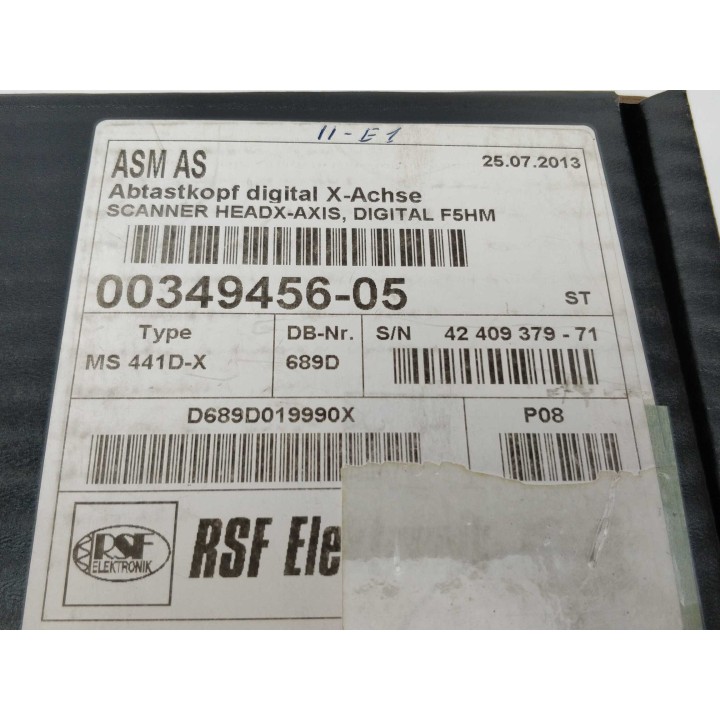 11-E1
ASM AS
25.07.2013
Abtastkopf digital X-Achse
SCANNER HEADX-AXIS, DIGITAL F5HM
00349456-05 ST
Type DB-Nr. S/N 42 409 379 - 71
MS 441D-X 689D
D689D019990X P08
RSF
ELEKTRONIK
RSF